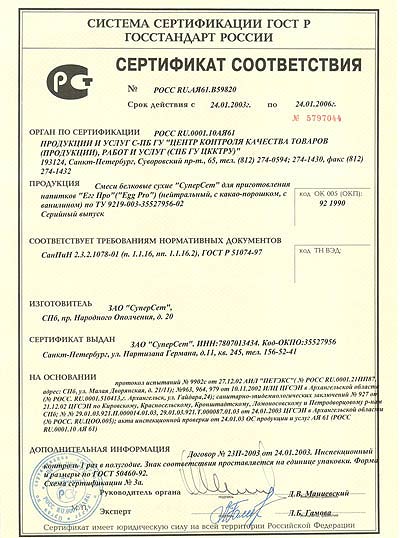 СИСТЕМА СЕРТИФИКАЦИИ ГОСТ Р
ГОССТАНДАРТ РОССИИ
СЕРТИФИКАТ СООТВЕТСТВИЯ
№ РОСС RU.АЯ61.В59820
Срок действия с 24.01.2003г. по 24.01.2006г.
№ 5797044
ОРГАН ПО СЕРТИФИКАЦИИ РОСС RU.0001.10АЯ61
ПРОДУКЦИИ И УСЛУГ С-ПБ ГУ "ЦЕНТР КОНТРОЛЯ КАЧЕСТВА ТОВАРОВ
(ПРОДУКЦИИ), РАБОТ И УСЛУГ (СПБ ГУ ЦККТРУ)"
193124, Санкт-Петербург, Суворовский пр-т., 65, тел. (812) 274-0594; 274-1430, факс (812)
274-1432
ПРОДУКЦИЯ Смеси белковые сухие "СуперСет" для приготовления
напитков "Егг Про"("Egg Pro") (нейтральный, с какао-порошком, с
ванилином) по ТУ 9219-003-35527956-02
Серийный выпуск
код ОК 005 (ОКП):
92 1990
СООТВЕТСТВУЕТ ТРЕБОВАНИЯМ НОРМАТИВНЫХ ДОКУМЕНТОВ
СанПиН 2.3.2.1078-01 (п. 1.1.16, пп. 1.1.16.2), ГОСТ Р 51074-97
код ТН ВЭД:
ИЗГОТОВИТЕЛЬ ЗАО "СуперСет",
СПб, пр. Народного Ополчения, д. 20
СЕРТИФИКАТ ВЫДАН ЗАО "СуперСет". ИНН:7807013434. Код-ОКПО:35527956
Санкт-Петербург, ул. Партизана Германа, д.11, кв. 245, тел. 156-52-41
НА ОСНОВАНИИ
протокол испытаний № 9902с от 27.12.02 АИЛ "ПЕТЭКС" ( № РОСС RU.0001.21ПН87,
адрес: СПб, ул. Малая Дворянская, д. 21/13); №963, 964, 979 от 10.11.2002 ИЛЦ ЦГСЭН в Архангельской области
(№ РОСС RU.0001.510413,г. Архангельск, ул. Гайдара,24); санитарно-эпидемиологических заключений № 927 от
21.12.02 ЦГСЭН по Кировскому, Красносельскому, Кронштадтскому, Ломоносовскому и Петродворцовому р-нам
СПб; № 29.01.03.921.П.000014.01.03, 29.01.03.921.Т.000087.01.03 от 24.01.2003 ЦГСЭН в Архангельской области
(№ РОСС RU.ЦОО.005); акта инспекционной проверки от 24.01.03 ОС продукции и услуг АЯ 61 (РОСС
RU.0001.10 АЯ 61)
ДОПОЛНИТЕЛЬНАЯ ИНФОРМАЦИЯ Договор № 23П-2003 от 24.01.2003. Инспекционный
контроль 1 раз в полугодие. Знак соответствия проставляется на единице упаковки. Форма
и размеры по ГОСТ 50460-92.
Схема сертификации № 3а.
Руководитель органа
подпись
М.П.
Эксперт
Л.Б. Гамова
Сертификат имеет юридическую силу на всей территории Российской Федерации